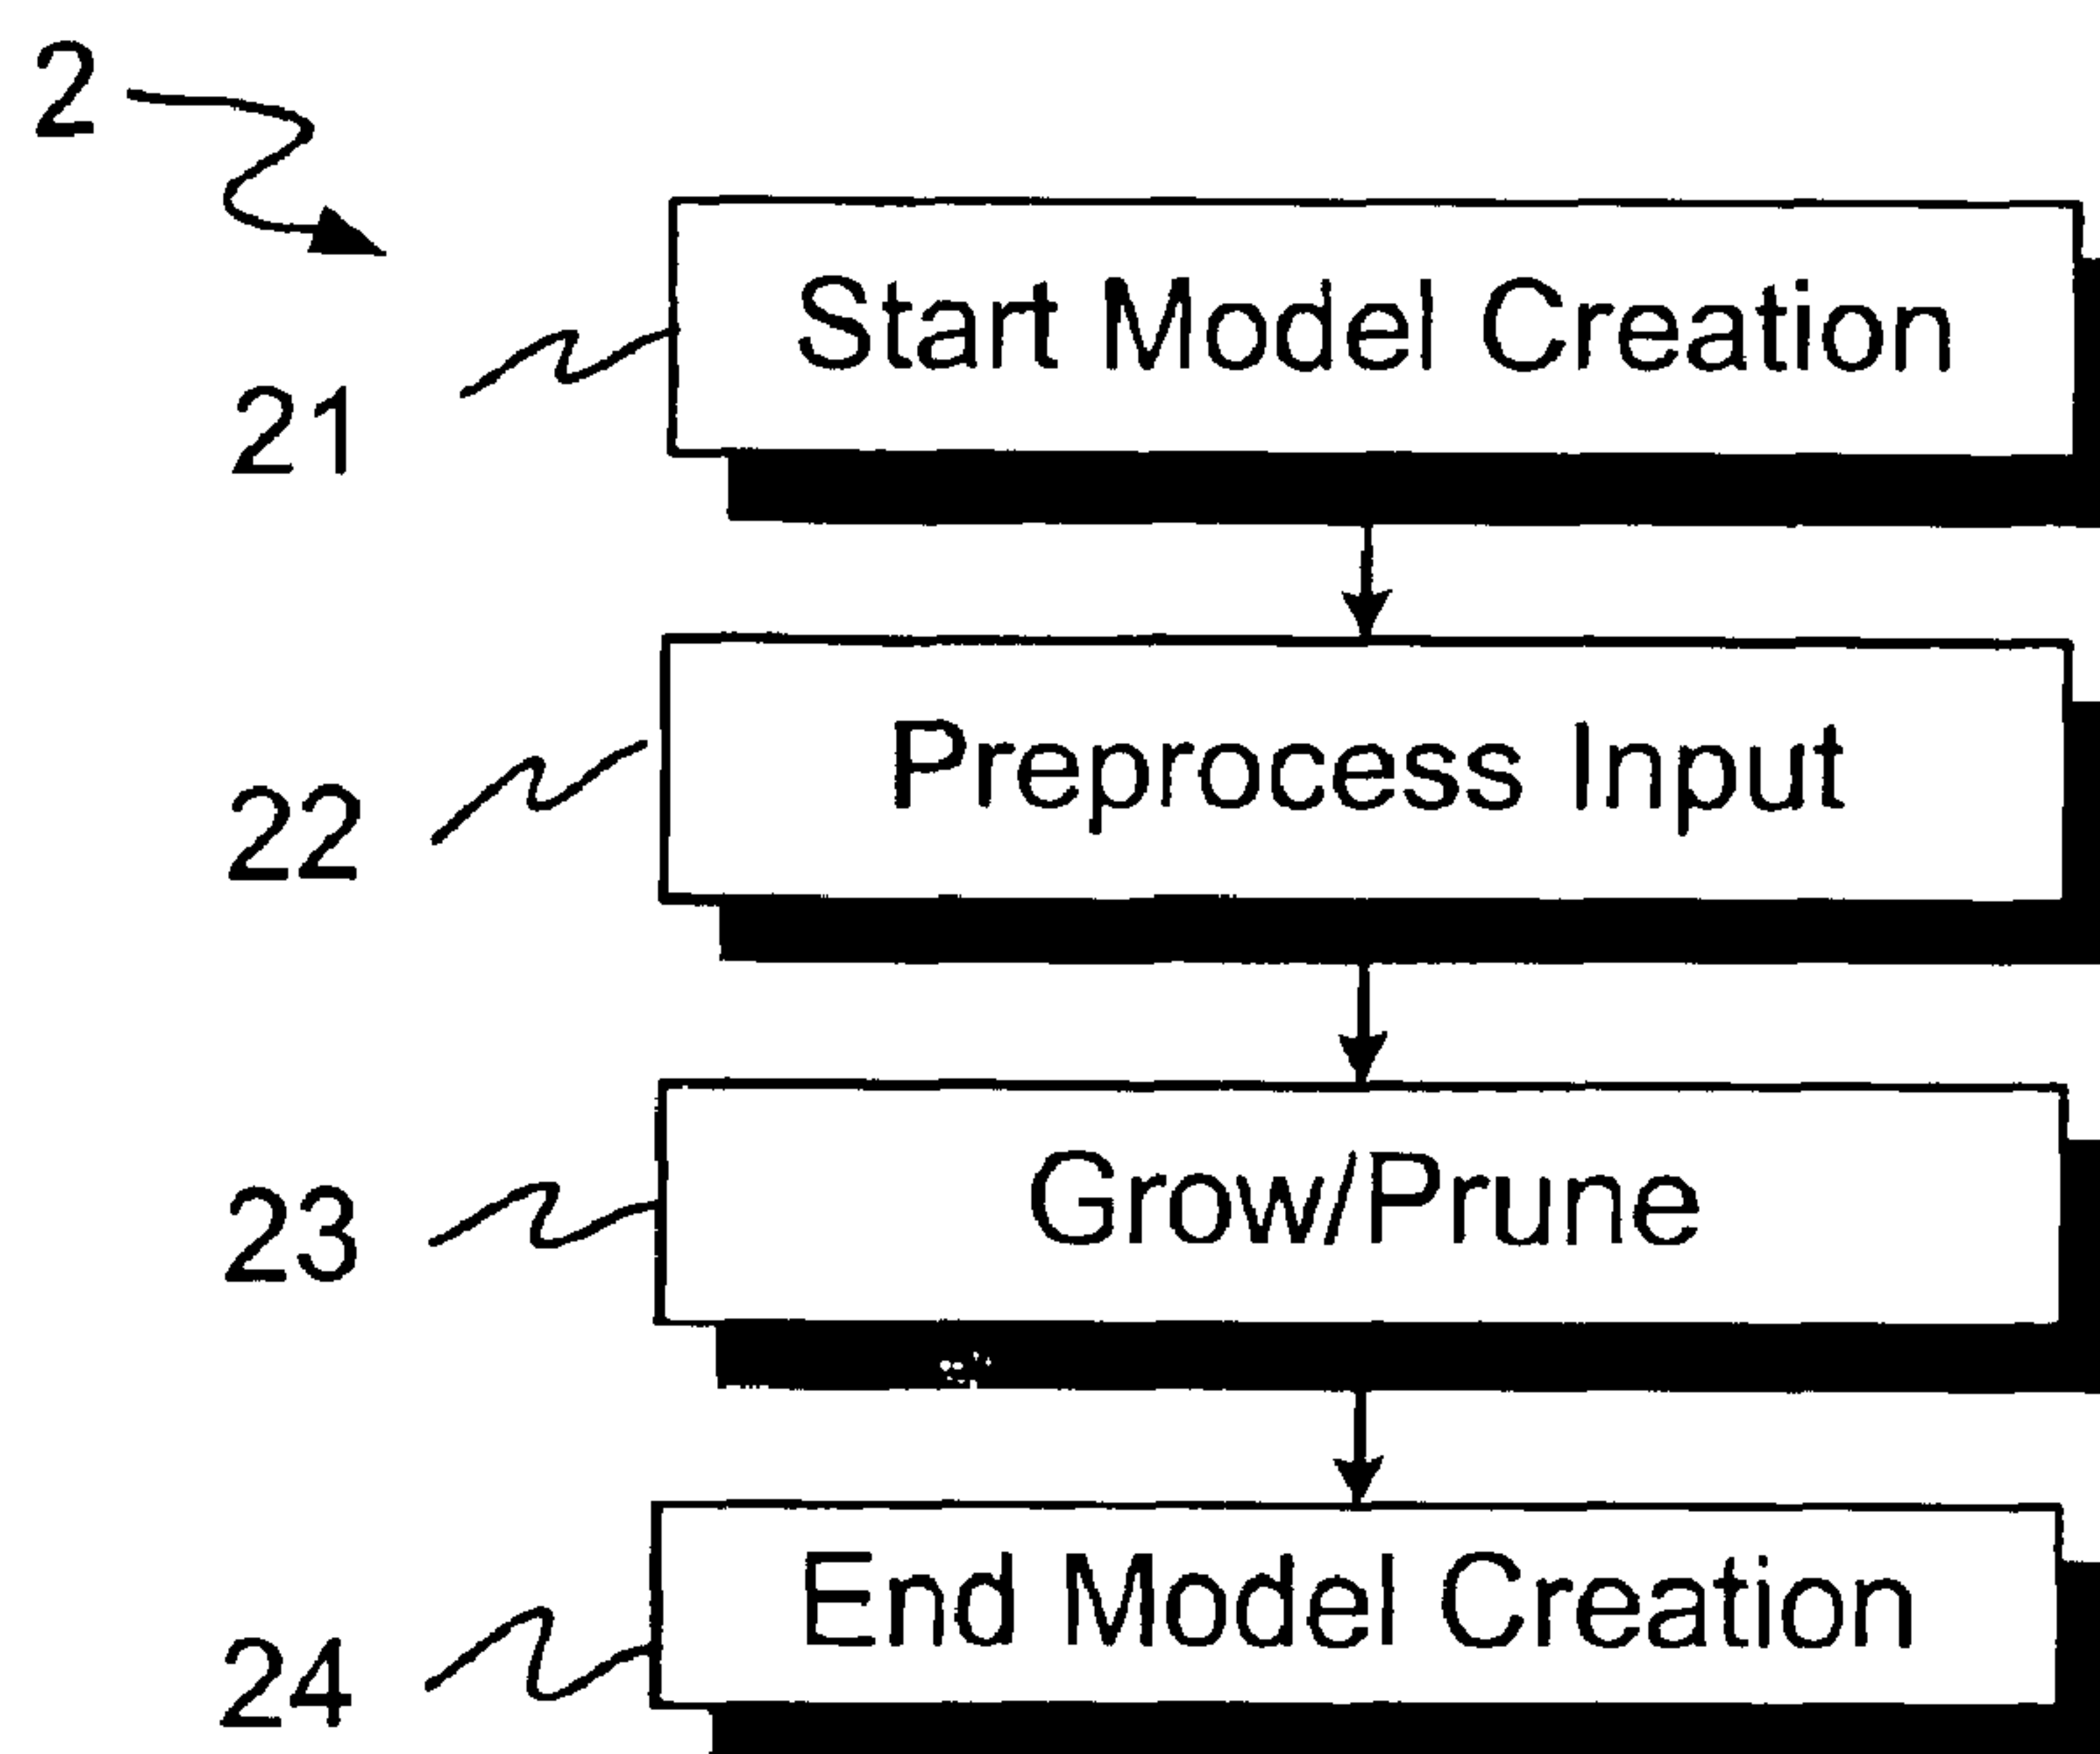 2
Start Model Creation
21
Preprocess Input
22
Grow/Prune
23
End Model Creation
24